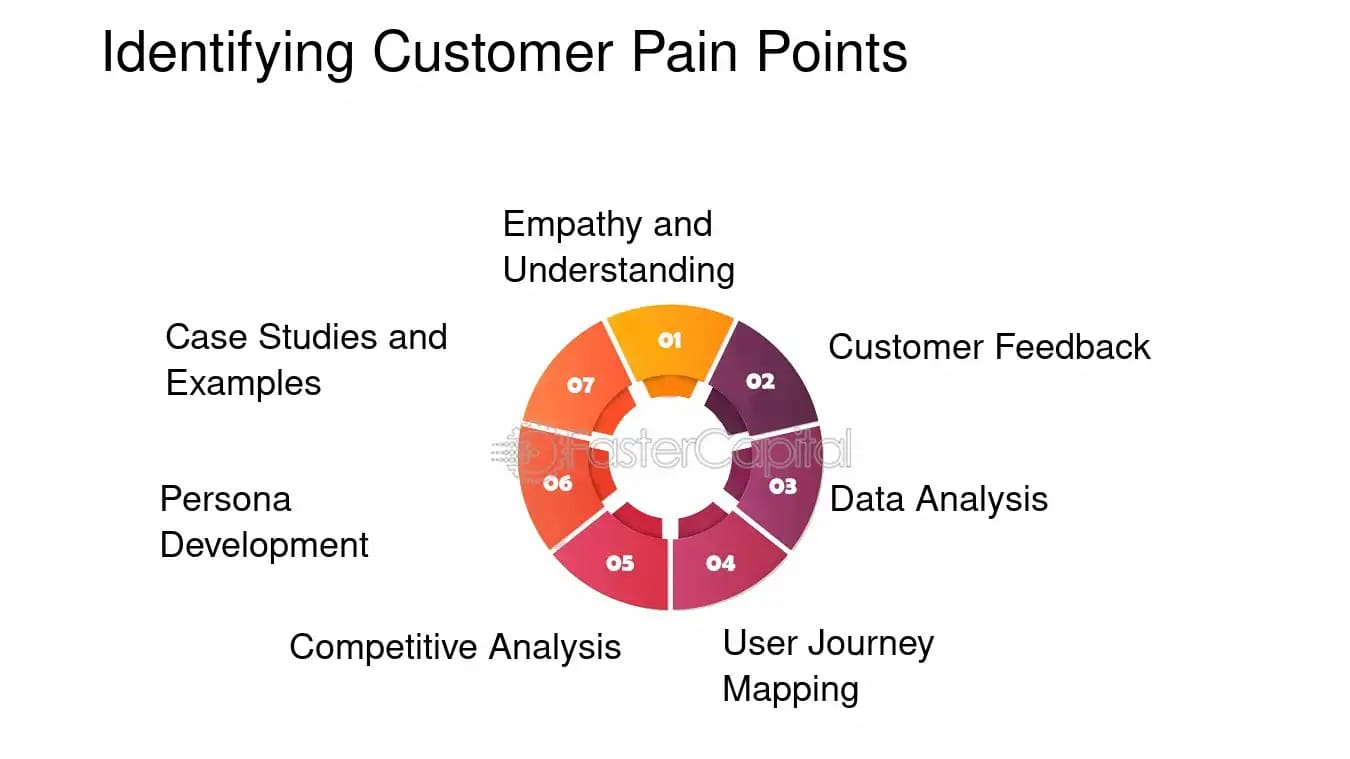 Identifying Customer Pain Points
Empathy and
Understanding
01
02
Customer Feedback
03
Data Analysis
04
User Journey
Mapping
05
Competitive Analysis
06
Persona
Development
07
Case Studies and
Examples
FasterCapital